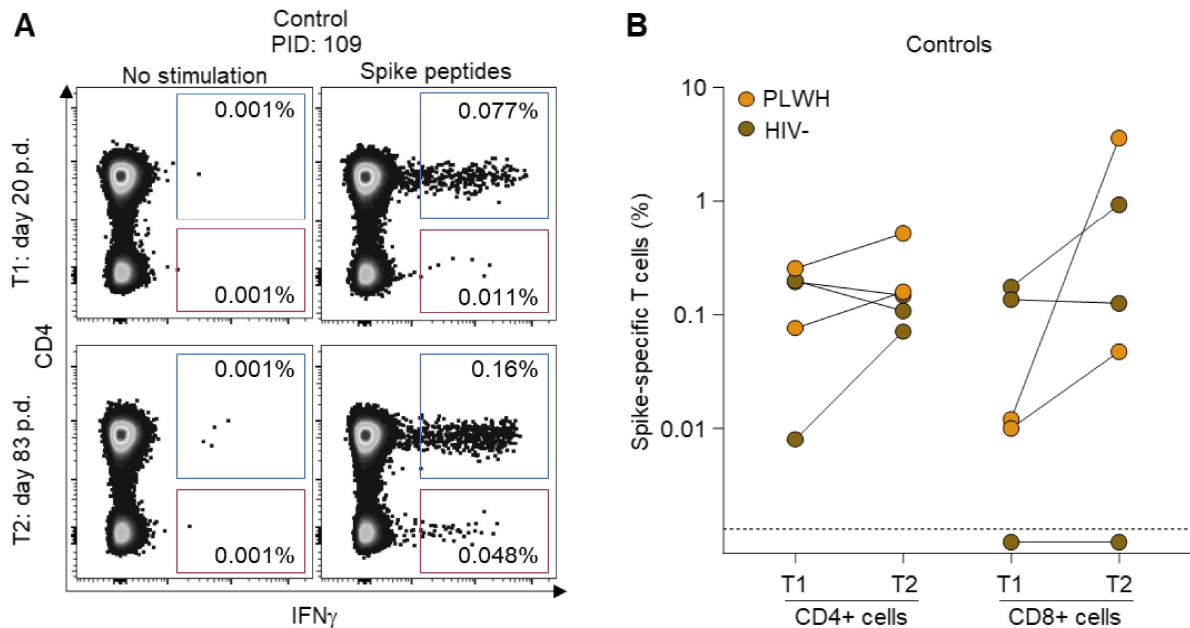 A
Control
PID: 109
No stimulation
Spike peptides
T1: day 20 p.d.
0.001%
0.077%
0.001%
0.011%
CD4
T2: day 83 p.d.
0.001%
0.16%
0.001%
0.048%
IFNγ
B
Controls
PLWH
HIV-
Spike-specific T cells (%)
10
1
0.1
0.01
T1 T2 T1 T2
CD4+ cells CD8+ cells